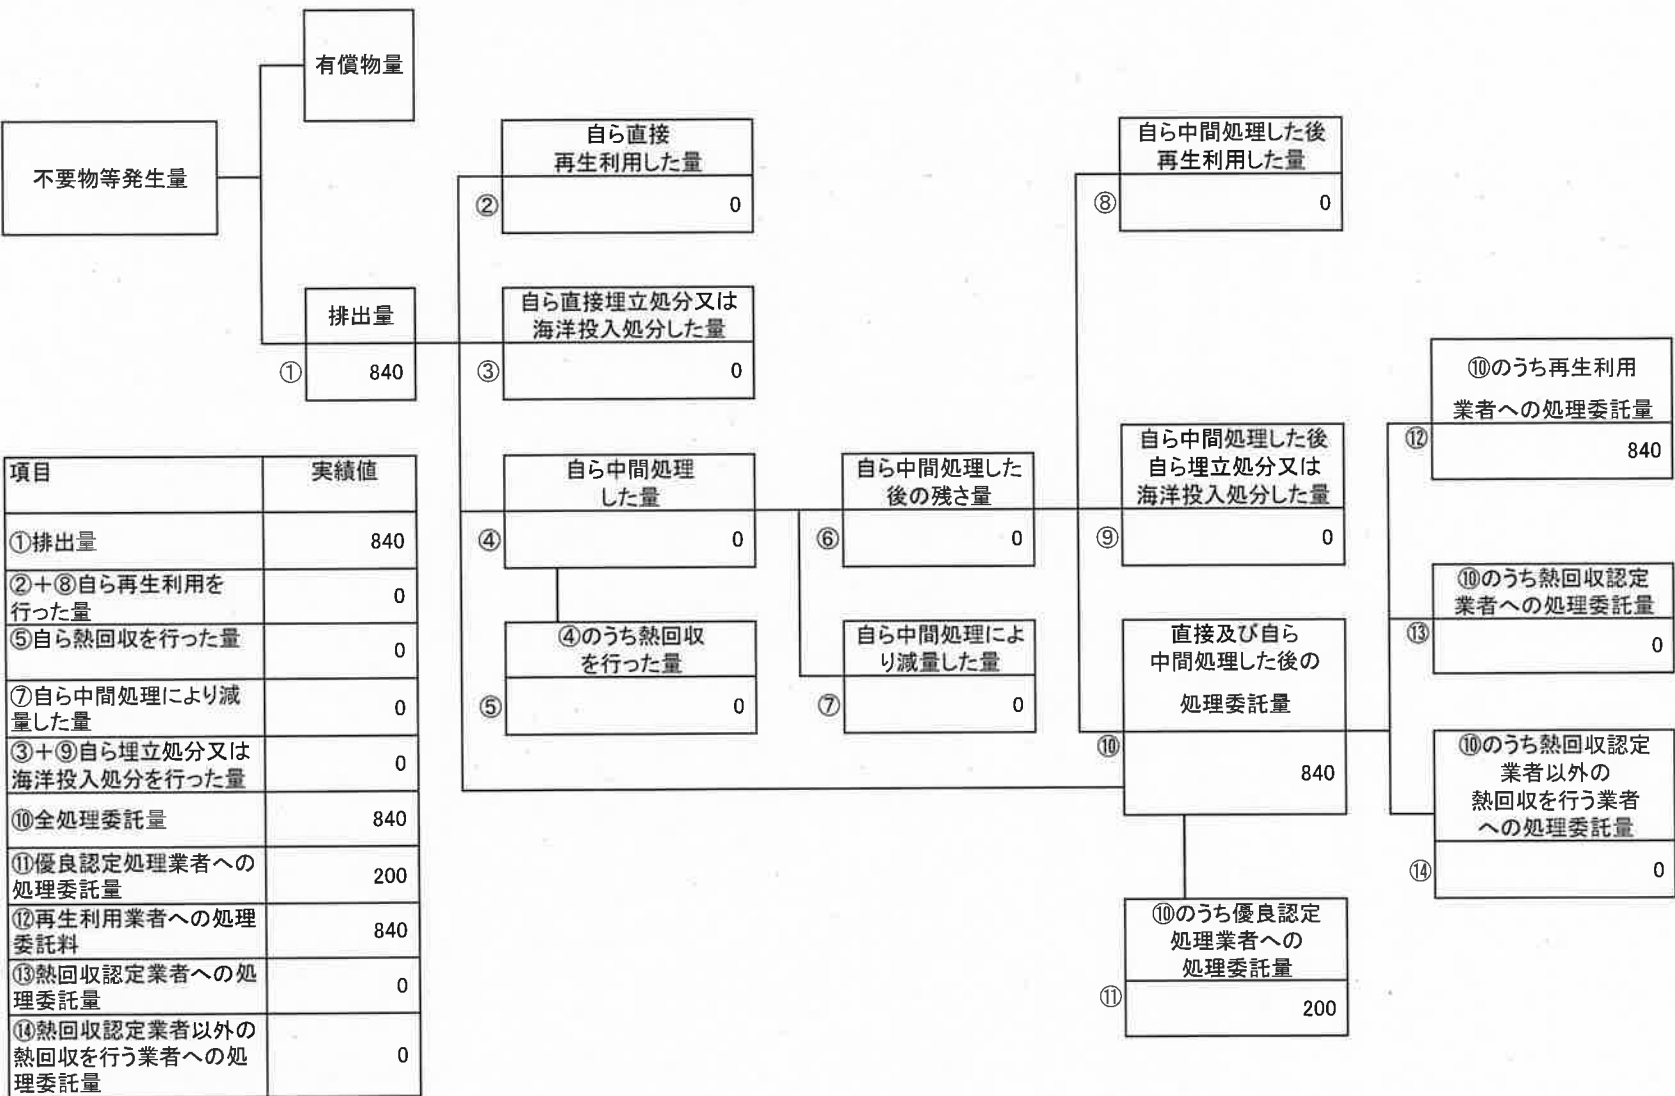 有償物量
不要物等発生量
自ら直接
再生利用した量
②
0
自ら中間処理した後
再生利用した量
⑧
0
排出量
①
840
自ら直接埋立処分又は
海洋投入処分した量
③
0
⑩のうち再生利用
業者への処理委託量
⑫
840
自ら中間処理
した量
④
0
自ら中間処理した
後の残さ量
⑥
0
自ら中間処理した後
自ら埋立処分又は
海洋投入処分した量
⑨
0
⑩のうち熱回収認定
業者への処理委託量
⑬
0
④のうち熱回収
を行った量
⑤
0
自ら中間処理によ
り減量した量
⑦
0
直接及び自ら
中間処理した後の
処理委託量
⑩
840
⑩のうち熱回収認定
業者以外の
熱回収を行う業者
への処理委託量
⑭
0
⑩のうち優良認定
処理業者への
処理委託量
⑪
200
項目 実績値
①排出量 840
②+⑧自ら再生利用を
行った量 0
⑤自ら熱回収を行った量 0
⑦自ら中間処理により減
量した量 0
③+⑨自ら埋立処分又は
海洋投入処分を行った量 0
⑩全処理委託量 840
⑪優良認定処理業者への
処理委託量 200
⑫再生利用業者への処理
委託料 840
⑬熱回収認定業者への処
理委託量 0
⑭熱回収認定業者以外の
熱回収を行う業者への処
理委託量 0